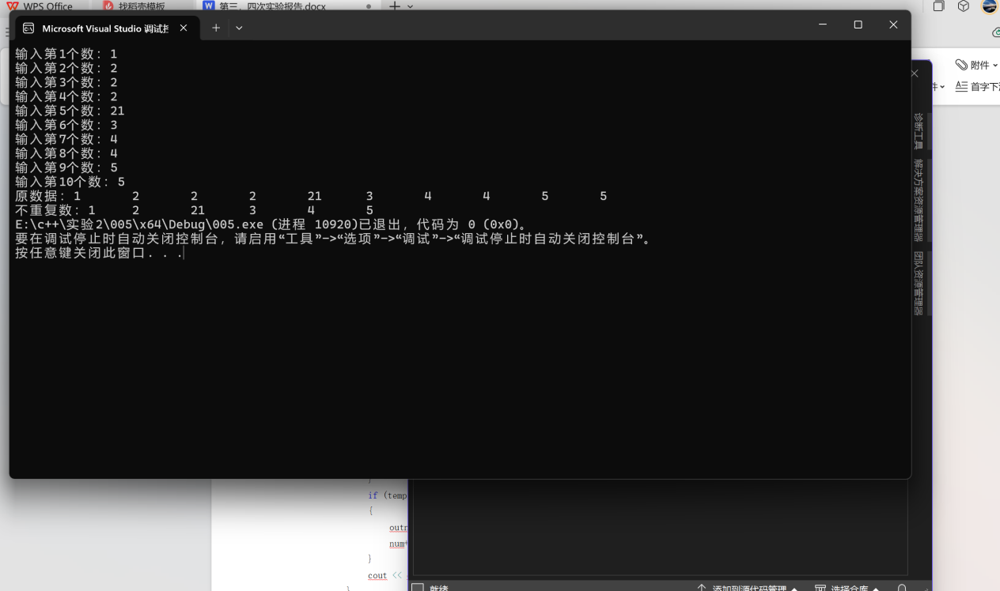 WPS Office
找稻壳模板
第三、四次实验报告.docx
Microsoft Visual Studio 调试控
附件
首字下
输入第1个数: 1
输入第2个数: 2
输入第3个数: 2
输入第4个数: 2
输入第5个数: 21
输入第6个数: 3
输入第7个数: 4
输入第8个数: 4
输入第9个数: 5
输入第10个数: 5
原数据: 1 2 2 2 21 3 4 4 5 5
不重复数: 1 2 21 3 4 5
E:\c++\实验2\005\x64\Debug\005.exe (进程 10920)已退出，代码为 0 (0x0)。
要在调试停止时自动关闭控制台，请启用“工具”->“选项”->“调试”->“调试停止时自动关闭控制台”。
按任意键关闭此窗口. . .
诊断工具
解决方案资源管理器
团队资源管理器
}
if (temp
{
outr
num+
}
cout <<
}
就绪
添加到源代码管理
选择仓库